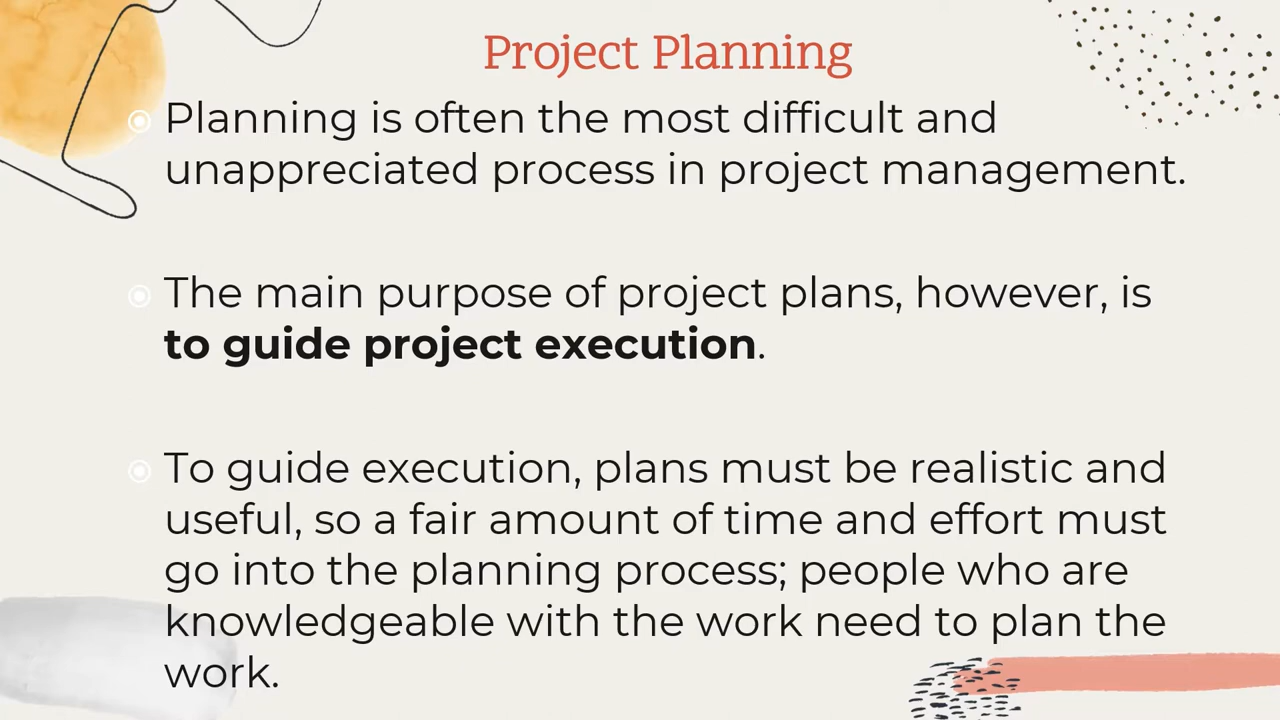 Project Planning
Planning is often the most difficult and
unappreciated process in project management.
The main purpose of project plans, however, is
to guide project execution.
To guide execution, plans must be realistic and
useful, so a fair amount of time and effort must
go into the planning process; people who are
knowledgeable with the work need to plan the
work.